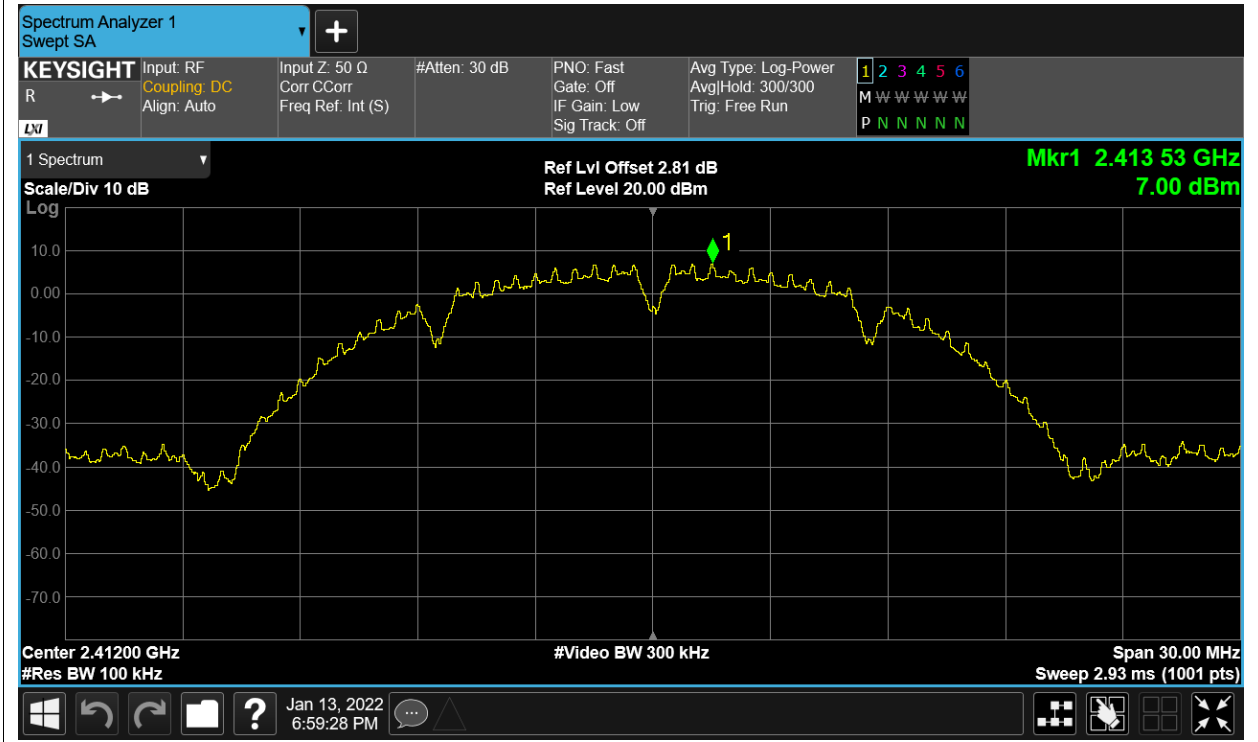 Spectrum Analyzer 1
Swept SA
+
KEYSIGHT
R
LXI
Input: RF
Coupling: DC
Align: Auto
Input Z: 50 Ω
Corr CCorr
Freq Ref: Int (S)
#Atten: 30 dB
PNO: Fast
Gate: Off
IF Gain: Low
Sig Track: Off
Avg Type: Log-Power
Avg|Hold: 300/300
Trig: Free Run
1 2 3 4 5 6
M W W W W W
P N N N N N
1 Spectrum
Scale/Div 10 dB
Log
Ref Lvl Offset 2.81 dB
Ref Level 20.00 dBm
Mkr1 2.413 53 GHz
7.00 dBm
1
10.0
0.00
-10.0
-20.0
-30.0
-40.0
-50.0
-60.0
-70.0
Center 2.41200 GHz
#Res BW 100 kHz
#Video BW 300 kHz
Span 30.00 MHz
Sweep 2.93 ms (1001 pts)
?
Jan 13, 2022
6:59:28 PM